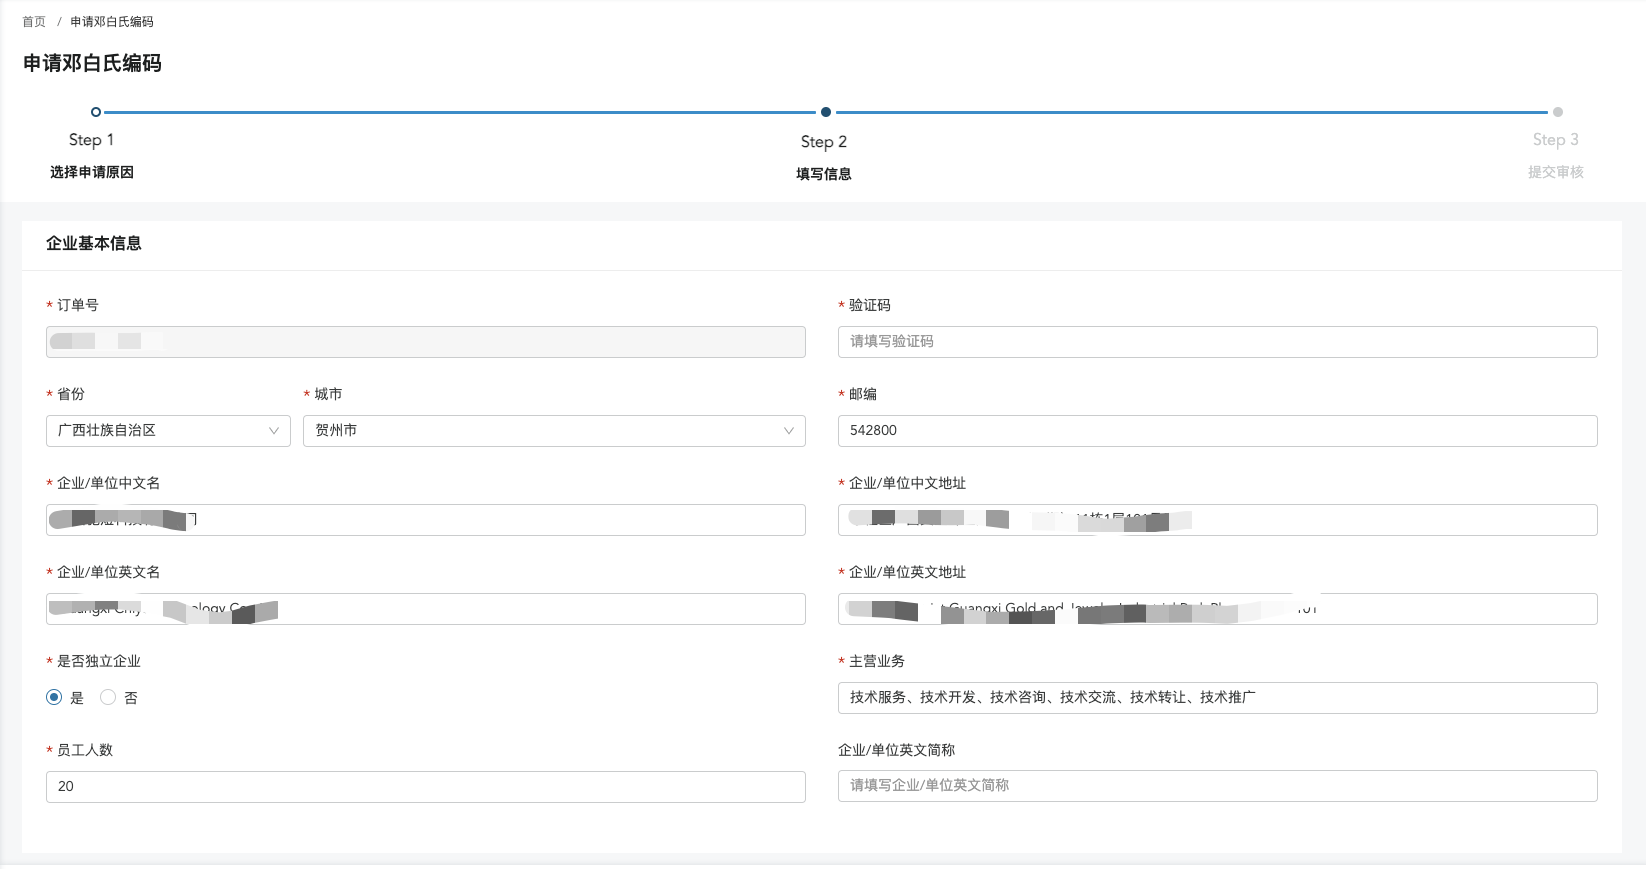 首页 / 申请邓白氏编码
申请邓白氏编码
Step 1
Step 2
Step 3
选择申请原因
填写信息
提交审核
企业基本信息
* 订单号
* 验证码
请填写验证码
* 省份
* 城市
* 邮编
广西壮族自治区
贺州市
542800
* 企业/单位中文名
* 企业/单位中文地址
* 企业/单位英文名
* 企业/单位英文地址
Guangxi Gold and
* 是否独立企业
* 主营业务
是
否
技术服务、技术开发、技术咨询、技术交流、技术转让、技术推广
* 员工人数
企业/单位英文简称
20
请填写企业/单位英文简称